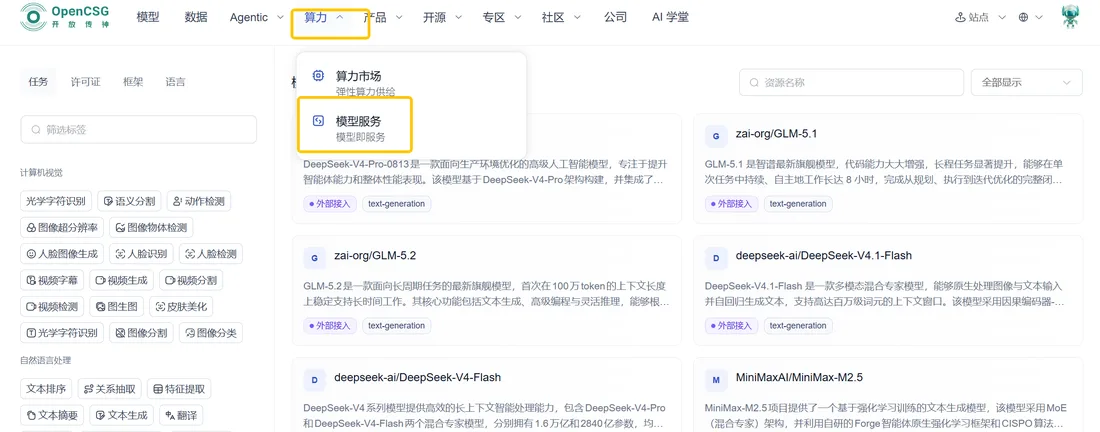 OpenCSG
开放传神
模型 数据 Agentic 算力 产品 开源 专区 社区 公司 AI 学堂 站点
任务 许可证 框架 语言
筛选标签
计算机视觉
光学字符识别 语义分割 动作检测
图像超分辨率 图像物体检测
人脸图像生成 人脸识别 人脸检测
视频字幕 视频生成 视频分割
视频检测 图生图 皮肤美化
光学字符识别 图像分割 图像分类
自然语言处理
文本排序 关系抽取 特征提取
文本摘要 文本生成 翻译
算力市场
弹性算力供给
模型服务
模型即服务
资源名称 全部显示
DeepSeek-V4-Pro-0813 是一款面向生产环境优化的高级人工智能模型，专注于提升
智能体能力和整体性能表现。该模型基于 DeepSeek-V4-Pro 架构构建，并集成了...
外部接入 text-generation
G zai-org/GLM-5.1
GLM-5.1 是智谱最新旗舰模型，代码能力大大增强，长程任务显著提升，能够在单
次任务中持续、自主地工作长达 8 小时，完成从规划、执行到迭代优化的完整闭...
外部接入 text-generation
G zai-org/GLM-5.2
GLM-5.2 是一款面向长周期任务的最新旗舰模型，首次在 100 万 token 的上下文长度
上稳定支持长时间工作。其核心功能包括文本生成、高级编程与灵活推理，能够根...
外部接入 text-generation
D deepseek-ai/DeepSeek-V4.1-Flash
DeepSeek-V4.1-Flash 是一款多模态混合专家模型，能够原生处理图像与文本输入
并自回归生成文本，支持高达百万级词元的上下文窗口。该模型采用因果编码器-...
外部接入 text-generation
D deepseek-ai/DeepSeek-V4-Flash
DeepSeek-V4 系列模型提供高效的长上下文智能处理能力，包含 DeepSeek-V4-Pro
和 DeepSeek-V4-Flash 两个混合专家模型，分别拥有 1.6 万亿和 2840 亿参数，均...
M MiniMaxAI/MiniMax-M2.5
MiniMax-M2.5 项目提供了一个基于强化学习训练的文本生成模型，该模型采用 MoE
（混合专家）架构，并利用自研的 Forge 智能体原生强化学习框架和 CISPO 算法...